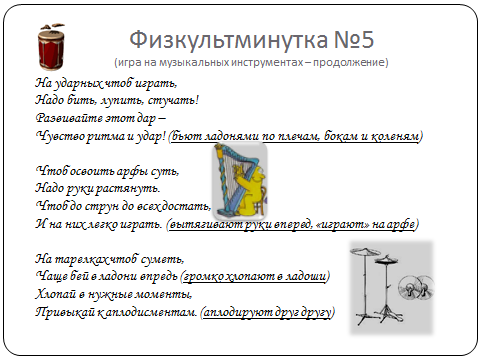 Физкультминутка №5
(игра на музыкальных инструментах – продолжение)
На ударных чтоб играть,
Надо бить, лупить, стучать!
Развивайте этот дар –
Чувство ритма и удар! (бьют ладонями по плечам, бокам и коленям)
Чтоб освоить арфы суть,
Надо руки растянуть.
Чтоб до струн до всех достать,
И на них легко играть. (вытягивают руки вперед, «играют» на арфе)
На тарелках чтоб суметь,
Чаще бей в ладони впредь (громко хлопают в ладоши)
Хлопай в нужные моменты,
Привыкай к аплодисментам. (аплодируют друг другу)